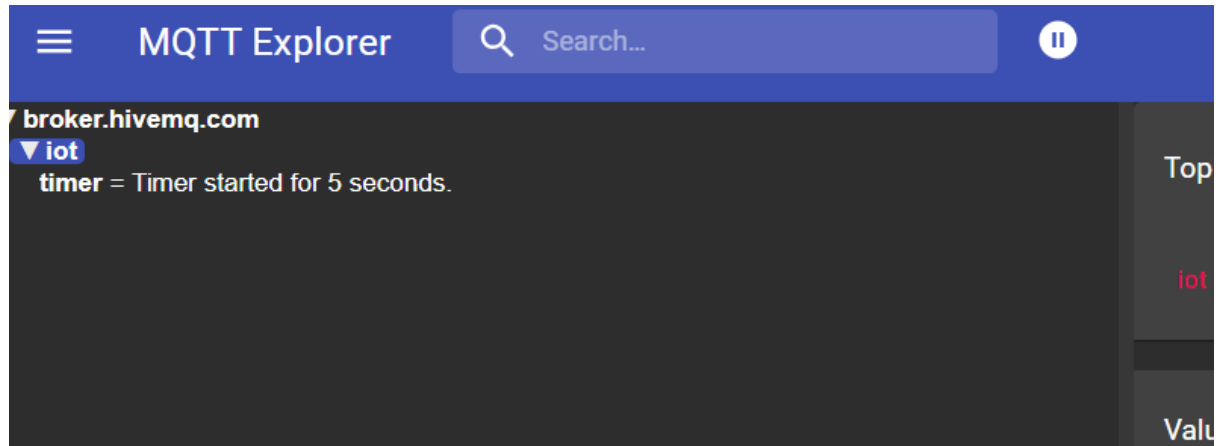 MQTT Explorer Search...
broker.hivemq.com
▼ iot
timer = Timer started for 5 seconds.
Top
iot
Valu